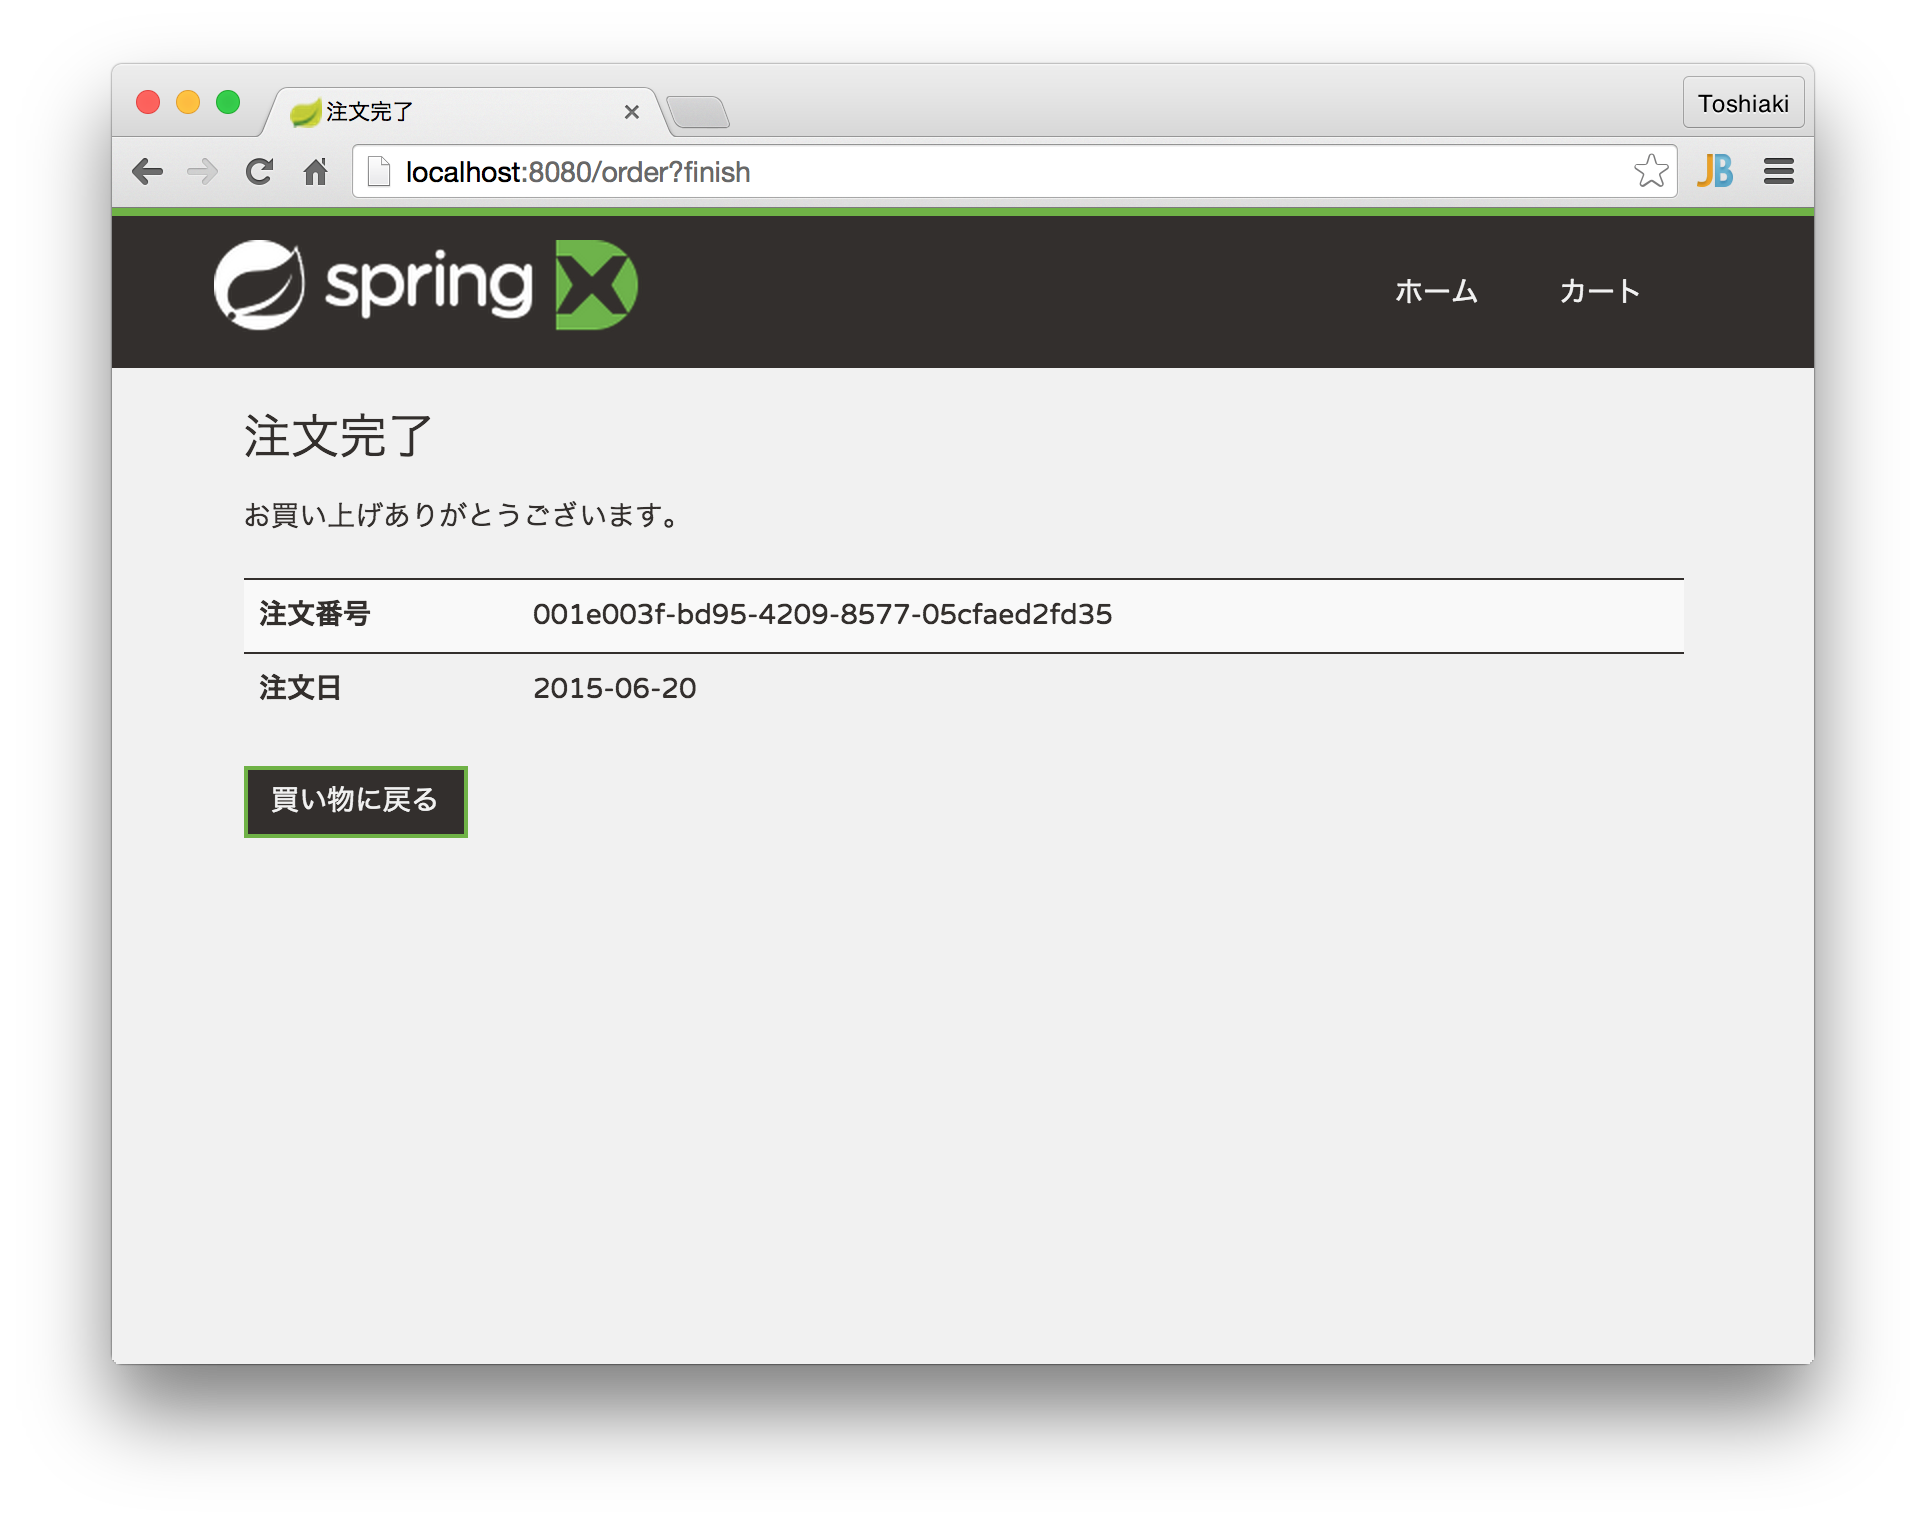 注文完了
Toshiaki
localhost:8080/order?finish
JB
spring X
ホーム カート
注文完了
お買い上げありがとうございます。
注文番号 001e003f-bd95-4209-8577-05cfaed2fd35
注文日 2015-06-20
買い物に戻る